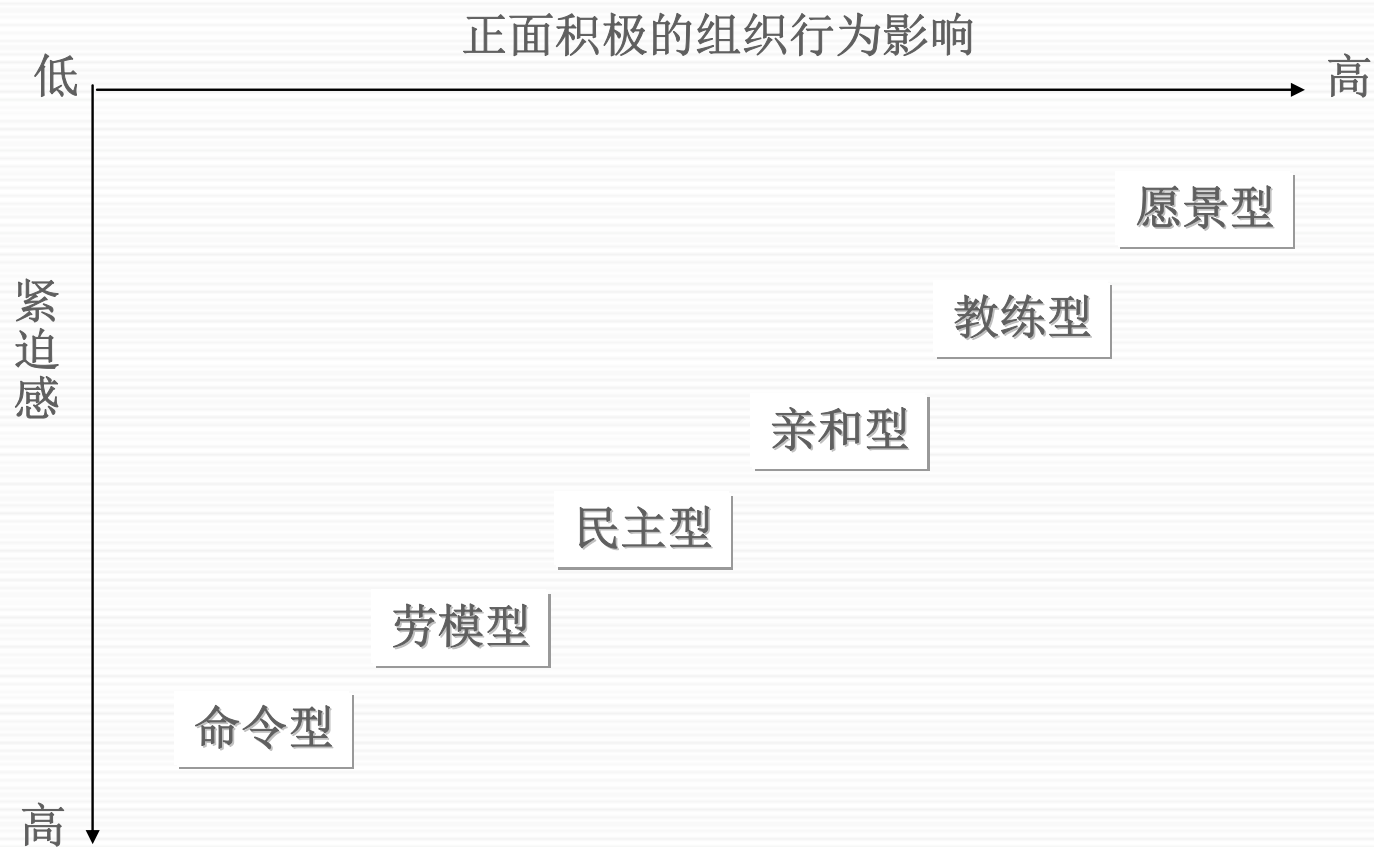 正面积极的组织行为影响
低
高
愿景型
紧迫感
教练型
亲和型
民主型
劳模型
命令型
高